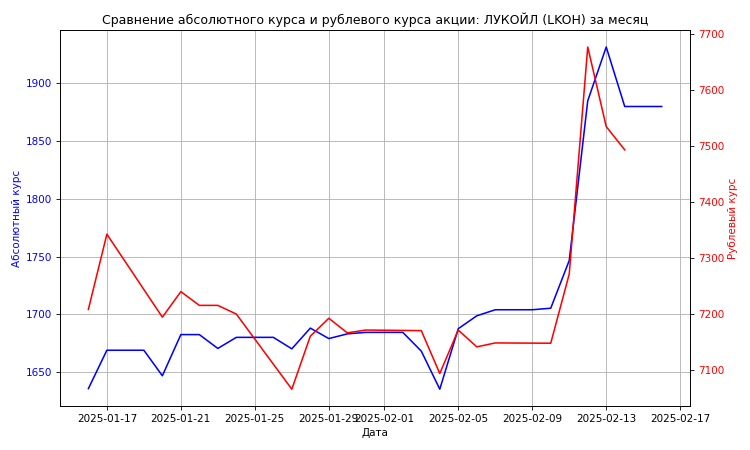 Сравнение абсолютного курса и рублевого курса акции: ЛУКОЙЛ (LKOH) за месяц
Абсолютный курс
1900
1850
1800
1750
1700
1650
7700
7600
7500
7400
7300
7200
7100
Рублевый курс
2025-01-17 2025-01-21 2025-01-25 2025-01-29 2025-02-01 2025-02-05 2025-02-09 2025-02-13 2025-02-17
Дата